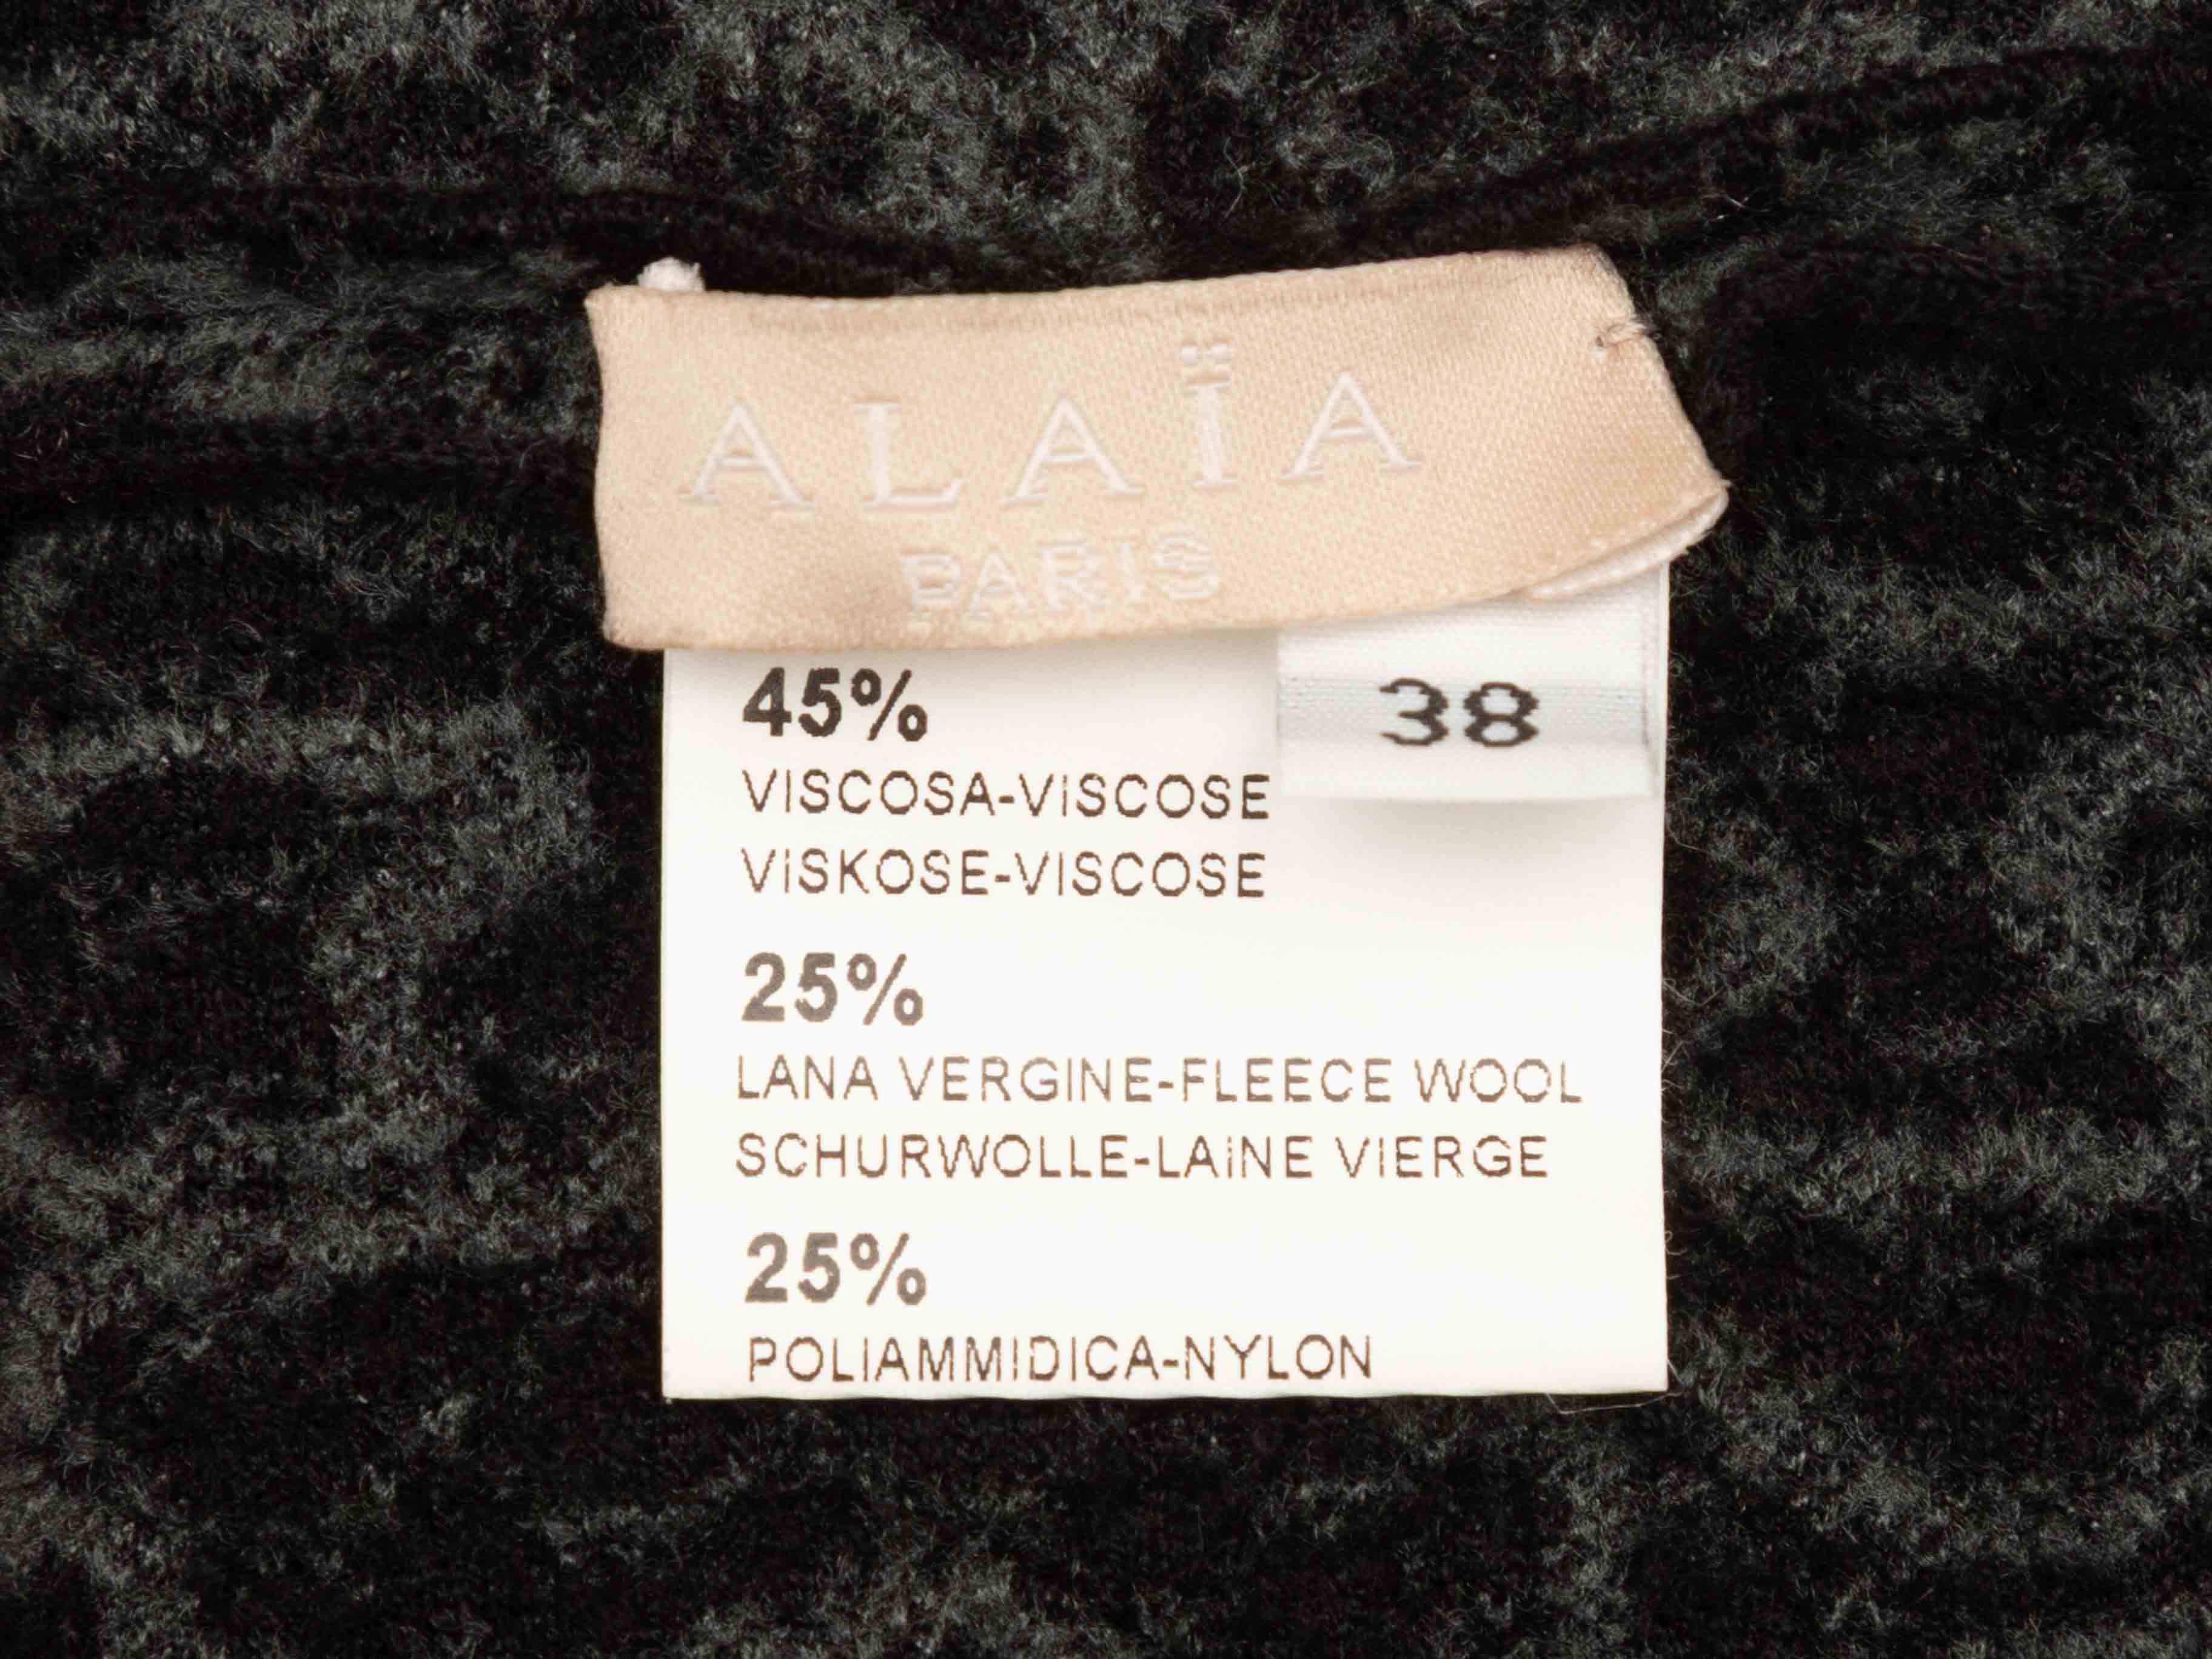 ALAÏA
PARIS
38
45%
VISCOSA-VISCOSE
VISKOSE-VISCOSE
25%
LANA VERGINE-FLEECE WOOL
SCHURWOLLE-LAINE VIERGE
25%
POLIAMMIDICA-NYLON